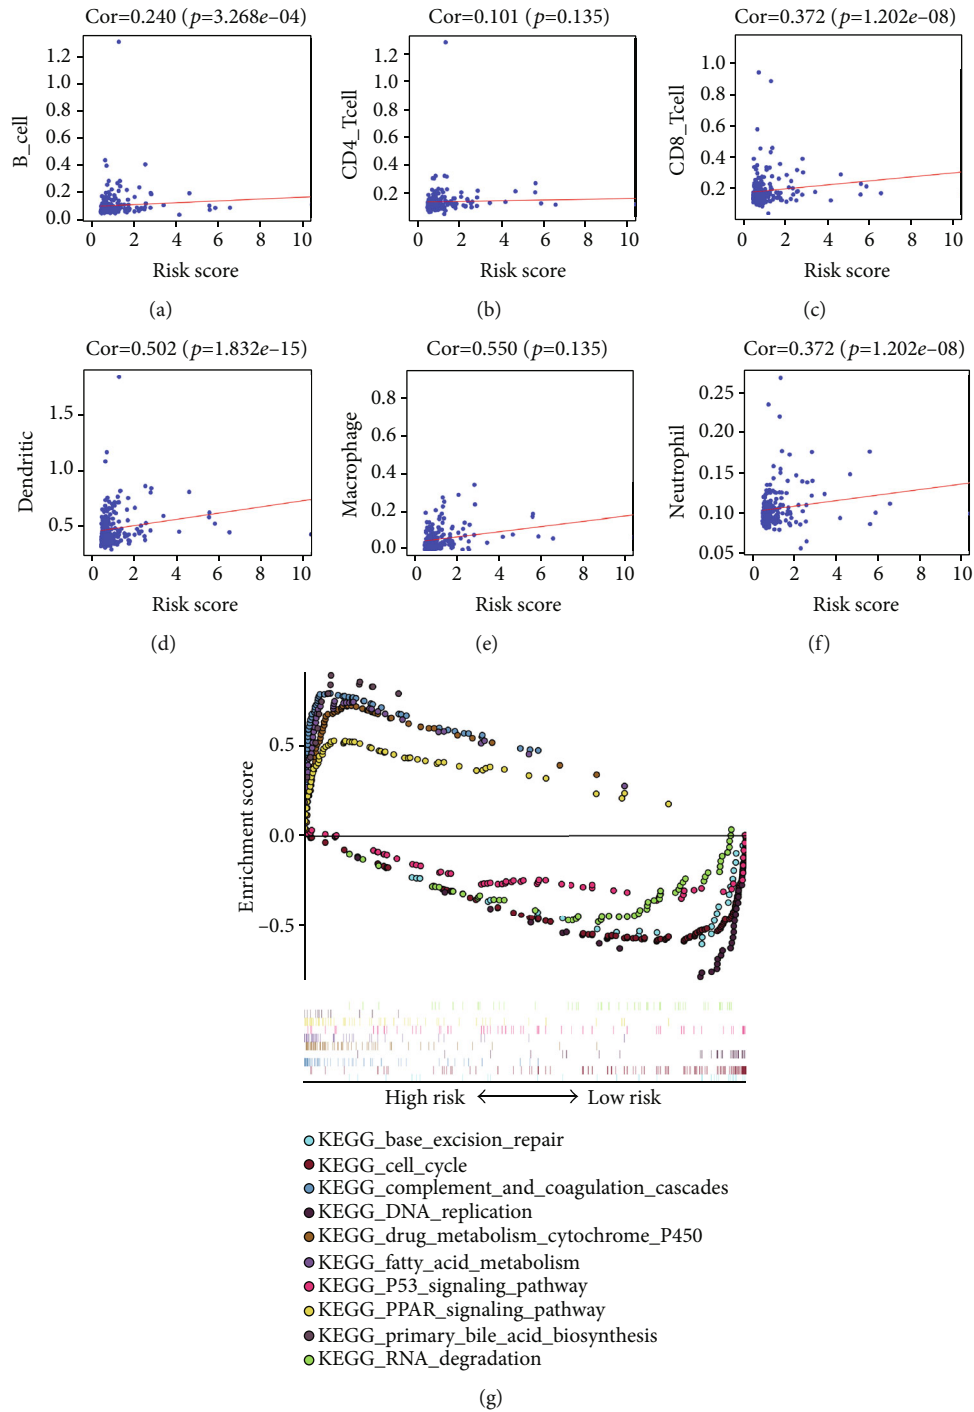 Cor=0.240 (p=3.268e–04)
B_cell
1.2
1.0
0.8
0.6
0.4
0.2
0.0
0 2 4 6 8 10
Risk score
(a)
Cor=0.101 (p=0.135)
CD4_Tcell
1.2
1.0
0.8
0.6
0.4
0.2
0 2 4 6 8 10
Risk score
(b)
Cor=0.372 (p=1.202e–08)
CD8_Tcell
1.0
0.8
0.6
0.4
0.2
0 2 4 6 8 10
Risk score
(c)
Cor=0.502 (p=1.832e–15)
Dendritic
1.5
1.0
0.5
0 2 4 6 8 10
Risk score
(d)
Cor=0.550 (p=0.135)
Macrophage
0.8
0.6
0.4
0.2
0.0
0 2 4 6 8 10
Risk score
(e)
Cor=0.372 (p=1.202e–08)
Neutrophil
0.25
0.20
0.15
0.10
0.05
0 2 4 6 8 10
Risk score
(f)
Enrichment score
0.5
0.0
–0.5
High risk Low risk
KEGG_base_excision_repair
KEGG_cell_cycle
KEGG_complement_and_coagulation_cascades
KEGG_DNA_replication
KEGG_drug_metabolism_cytochrome_P450
KEGG_fatty_acid_metabolism
KEGG_P53_signaling_pathway
KEGG_PPAR_signaling_pathway
KEGG_primary_bile_acid_biosynthesis
KEGG_RNA_degradation
(g)